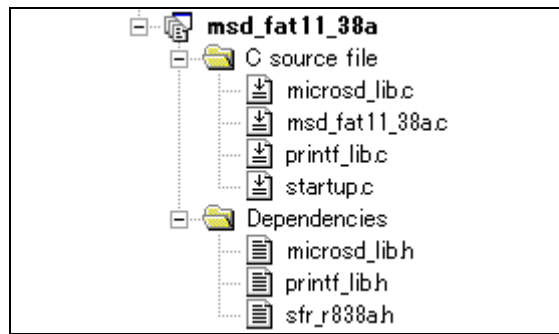 msd_fat11_38a
C source file
microsd_lib.c
msd_fat11_38a.c
printf_lib.c
startup.c
Dependencies
microsd_lib.h
printf_lib.h
sfr_r838a.h